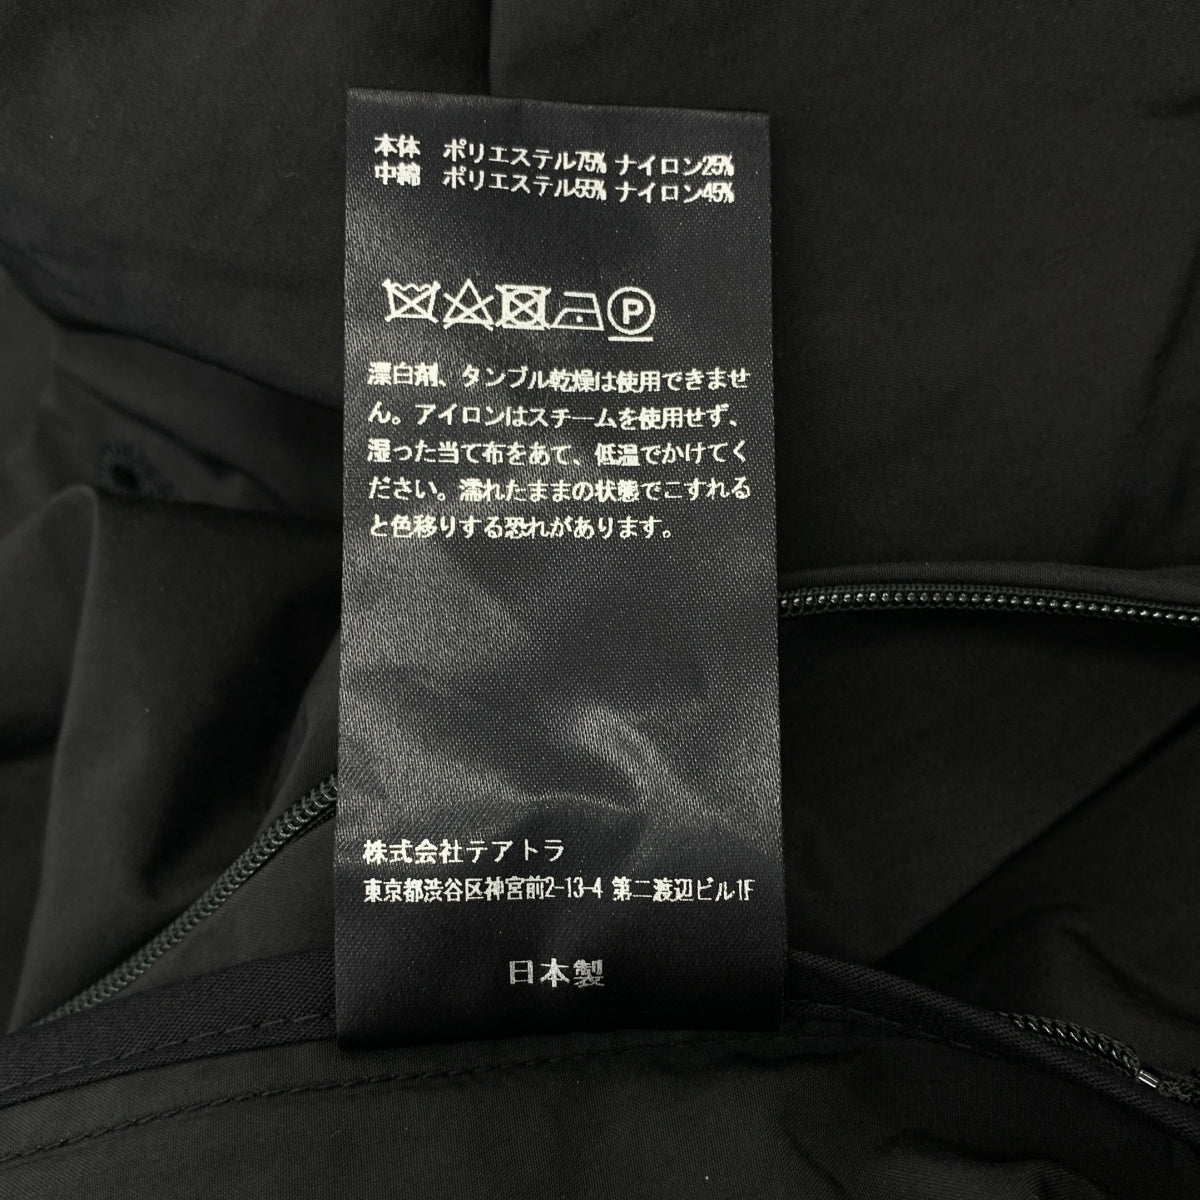 本体 ポリエステル75% ナイロン25%
中綿 ポリエステル55% ナイロン45%
P
漂白剤、タンブル乾燥は使用できませ
ん。アイロンはスチームを使用せず、
湿った当て布をあて、低温でかけてく
ださい。濡れたままの状態でこすれる
と色移りする恐れがあります。
株式会社テアトラ
東京都渋谷区神宮前2-13-4 第二渡辺ビル1F
日本製